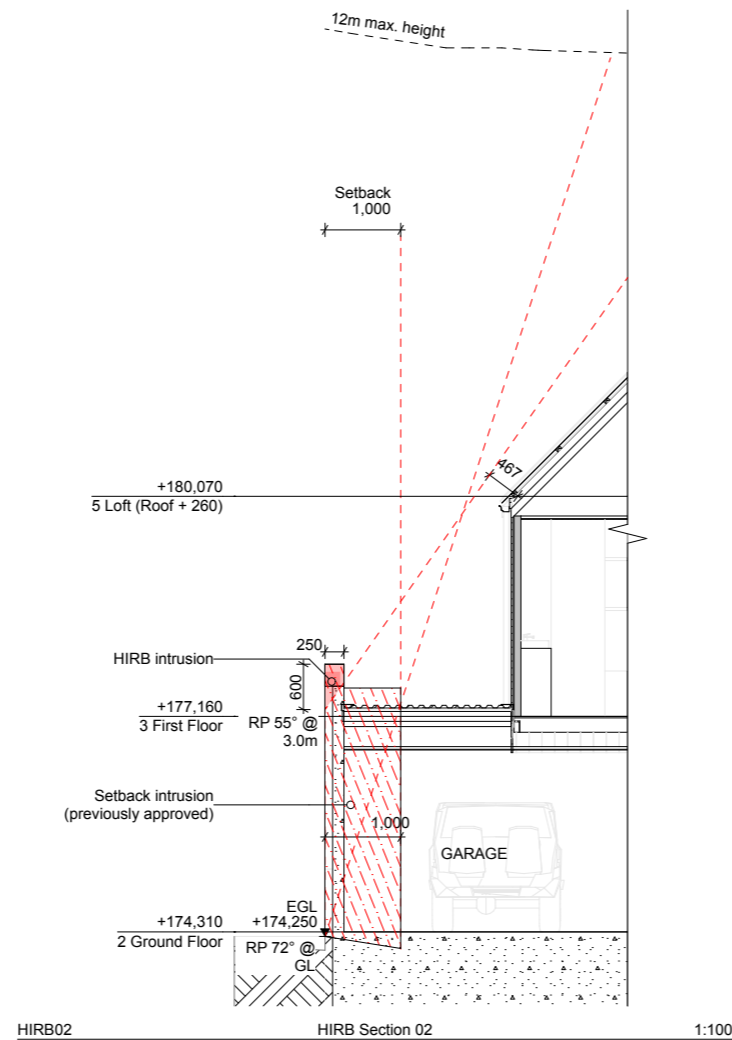 12m max. height
Setback
1,000
467
+180,070
5 Loft (Roof + 260)
250
HIRB intrusion
600
+177,160
3 First Floor
RP 55° @
3.0m
Setback intrusion
(previously approved)
1,000
GARAGE
EGL
+174,310
+174,250
2 Ground Floor
RP 72° @
GL
HIRB02
HIRB Section 02
1:100